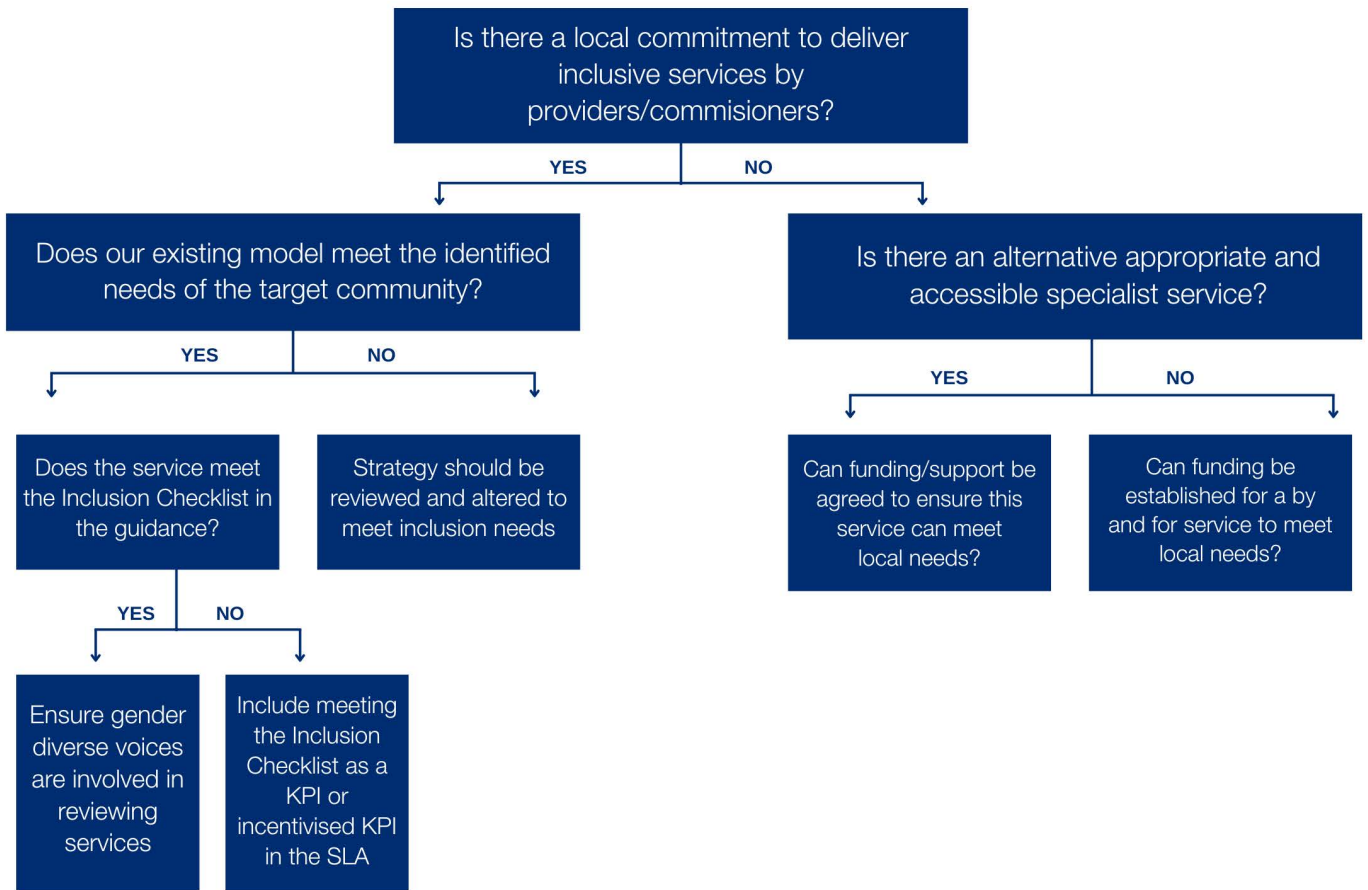 Is there a local commitment to deliver
inclusive services by
providers/commisioners?
YES
NO
Does our existing model meet the identified
needs of the target community?
Is there an alternative appropriate and
accessible specialist service?
YES
NO
YES
NO
Does the service meet
the Inclusion Checklist in
the guidance?
Strategy should be
reviewed and altered to
meet inclusion needs
Can funding/support be
agreed to ensure this
service can meet
local needs?
Can funding be
established for a by
and for service to meet
local needs?
YES
NO
Ensure gender
diverse voices
are involved in
reviewing
services
Include meeting
the Inclusion
Checklist as a
KPI or
incentivised KPI
in the SLA